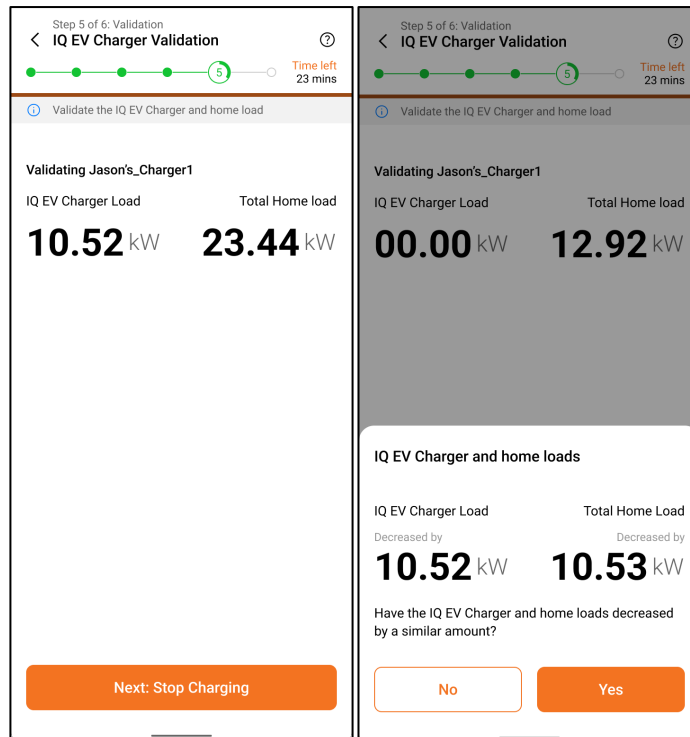 Step 5 of 6: Validation
IQ EV Charger Validation
5
Time left
23 mins
Validate the IQ EV Charger and home load
Validating Jason's_Charger1
IQ EV Charger Load Total Home load
10.52 kW 23.44 kW
Next: Stop Charging
Step 5 of 6: Validation
IQ EV Charger Validation
5
Time left
23 mins
Validate the IQ EV Charger and home load
Validating Jason's_Charger1
IQ EV Charger Load Total Home load
00.00 kW 12.92 kW
IQ EV Charger and home loads
IQ EV Charger Load Total Home Load
Decreased by Decreased by
10.52 kW 10.53 kW
Have the IQ EV Charger and home loads decreased
by a similar amount?
No Yes